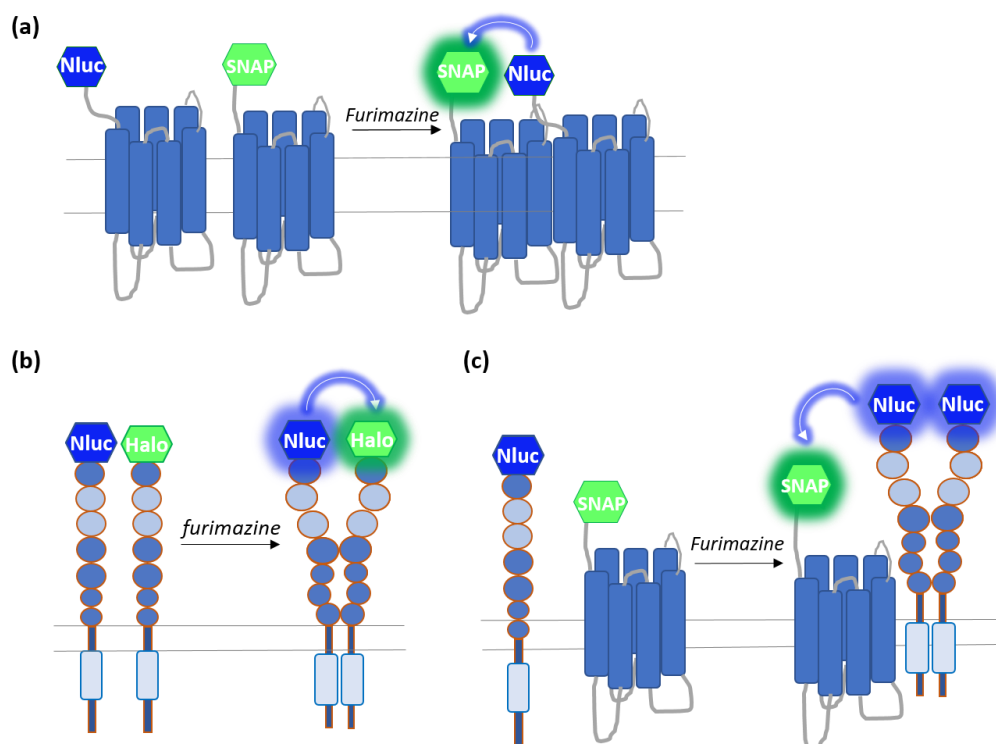 (a)
Nluc
SNAP
Furimazine
SNAP
Nluc
(b)
Nluc
Halo
furimazine
Nluc
Halo
(c)
Nluc
SNAP
Furimazine
SNAP
Nluc
Nluc